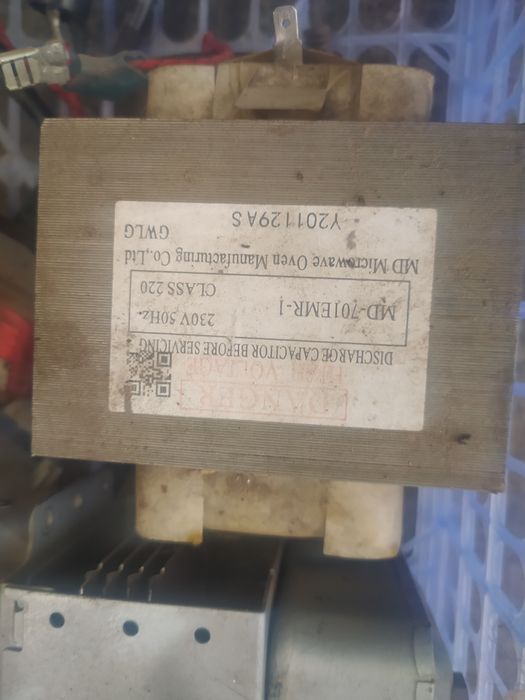 DANGER
HIGH VOLTAGE
DISCHARGE CAPACITOR BEFORE SERVICING
230V 50Hz.
MD-701EMR-1
CLASS 220
MD Microwave Oven Manufacturing Co.,Ltd
GWLG
Y201129AS